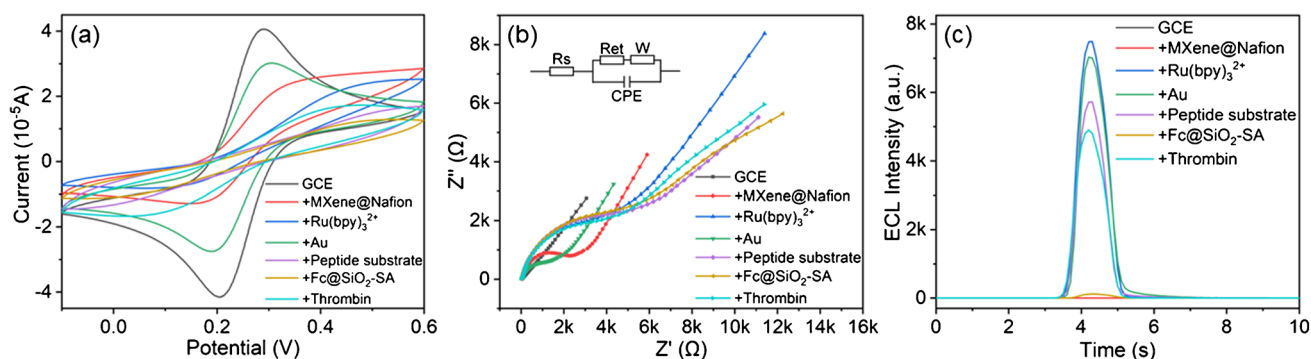 (a)
Current (10⁻⁵A)
4
2
0
-2
-4
0.0
0.2
0.4
0.6
Potential (V)
GCE
+MXene@Nafion
+Ru(bpy)₃²⁺
+Au
+Peptide substrate
+Fc@SiO₂-SA
+Thrombin
(b)
Z'' (Ω)
8k
6k
4k
2k
0
0
2k
4k
6k
8k
10k
12k
14k
16k
Z' (Ω)
Rs
Ret
W
CPE
GCE
+MXene@Nafion
+Ru(bpy)₃²⁺
+Au
+Peptide substrate
+Fc@SiO₂-SA
+Thrombin
(c)
ECL Intensity (a.u.)
8k
6k
4k
2k
0
0
2
4
6
8
10
Time (s)
GCE
+MXene@Nafion
+Ru(bpy)₃²⁺
+Au
+Peptide substrate
+Fc@SiO₂-SA
+Thrombin